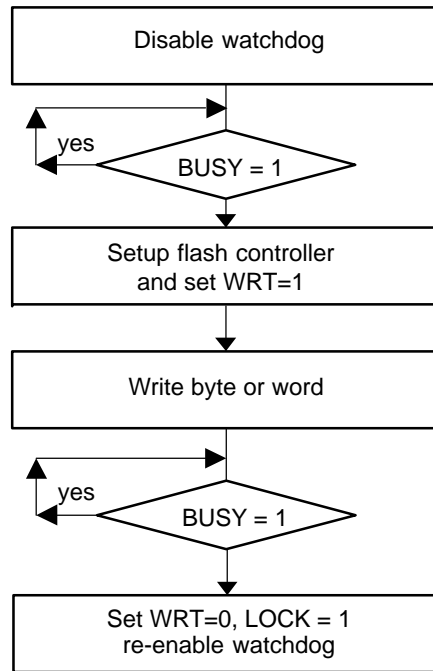 Disable watchdog
yes
BUSY = 1
Setup flash controller
and set WRT=1
Write byte or word
yes
BUSY = 1
Set WRT=0, LOCK = 1
re-enable watchdog